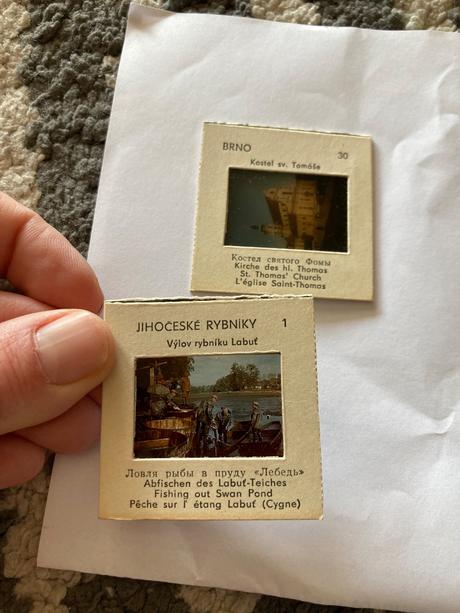 BRNO 30
Kostel sv. Tomáše
Костел святого Фомы
Kirche des hl. Thomas
St. Thomas' Church
L'église Saint-Thomas
JIHOČESKÉ RYBNÍKY 1
Výlov rybníku Labuť
Ловля рыбы в пруду «Лебедь»
Abfischen des Labuť-Teiches
Fishing out Swan Pond
Pêche sur l' étang Labuť (Cygne)